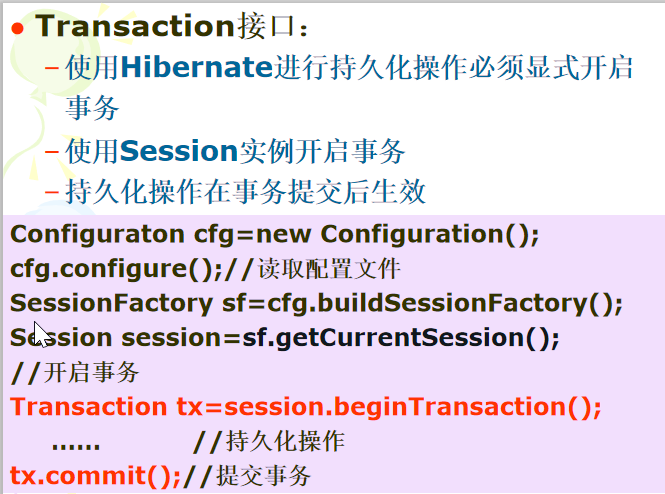 • Transaction接口：
–使用Hibernate进行持久化操作必须显式开启
事务
–使用Session实例开启事务
–持久化操作在事务提交后生效
Configuraton cfg=new Configuration();
cfg.configure();//读取配置文件
SessionFactory sf=cfg.buildSessionFactory();
Session session=sf.getCurrentSession();
//开启事务
Transaction tx=session.beginTransaction();
...... //持久化操作
tx.commit();//提交事务